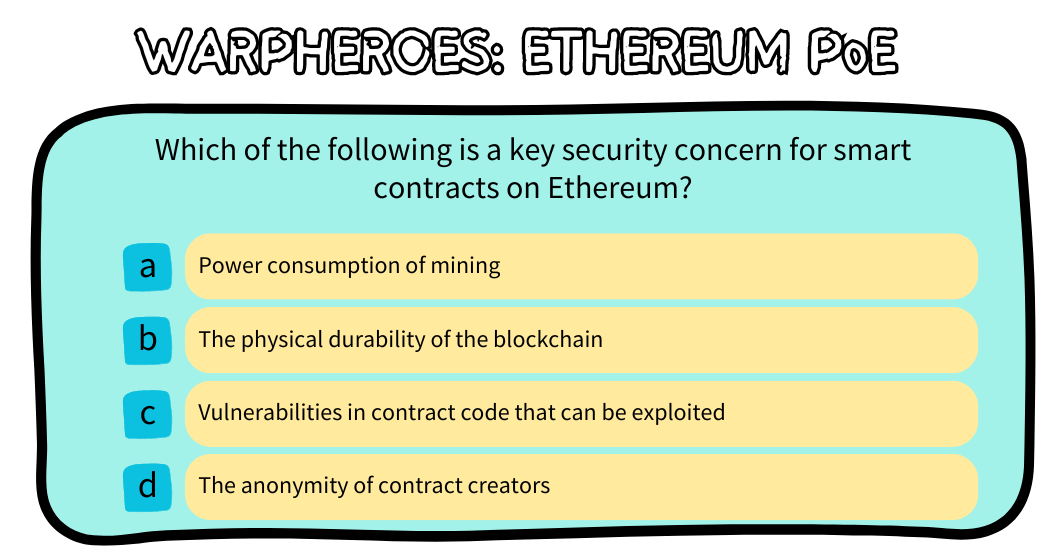 WARPHEROES: ETHEREUM PoE
Which of the following is a key security concern for smart
contracts on Ethereum?
a Power consumption of mining
b The physical durability of the blockchain
c Vulnerabilities in contract code that can be exploited
d The anonymity of contract creators